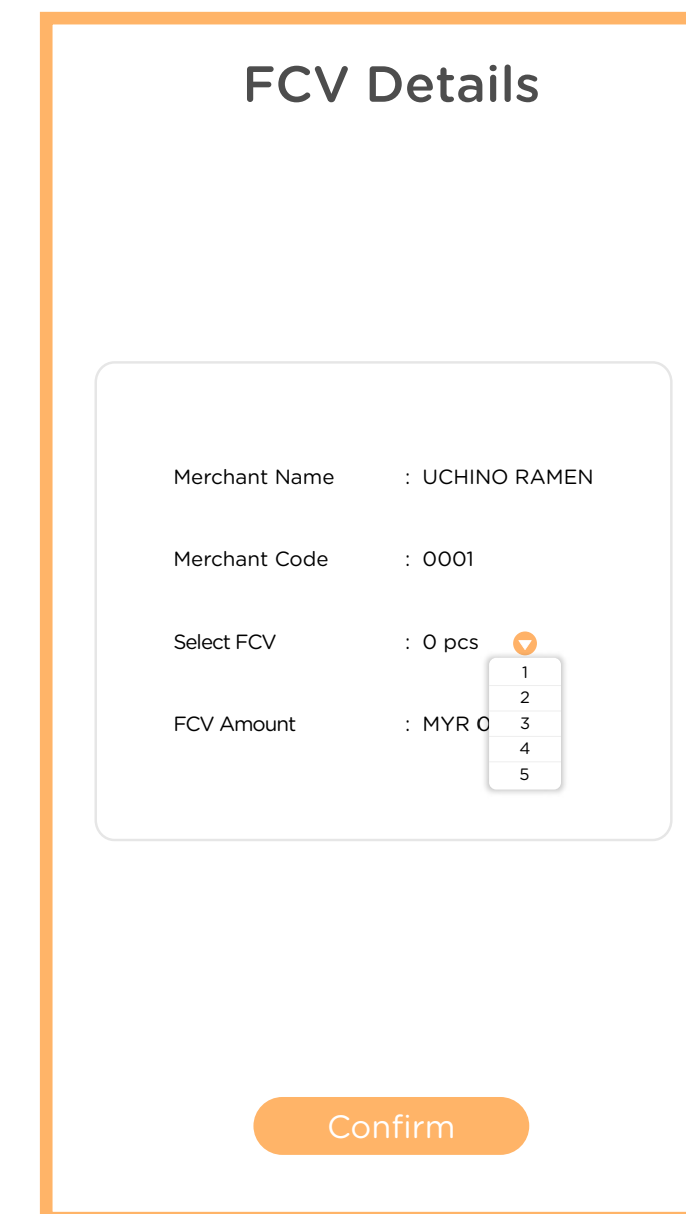 FCV Details
Merchant Name : UCHINO RAMEN
Merchant Code : 0001
Select FCV : 0 pcs
1
2
FCV Amount : MYR 0
3
4
5
Confirm